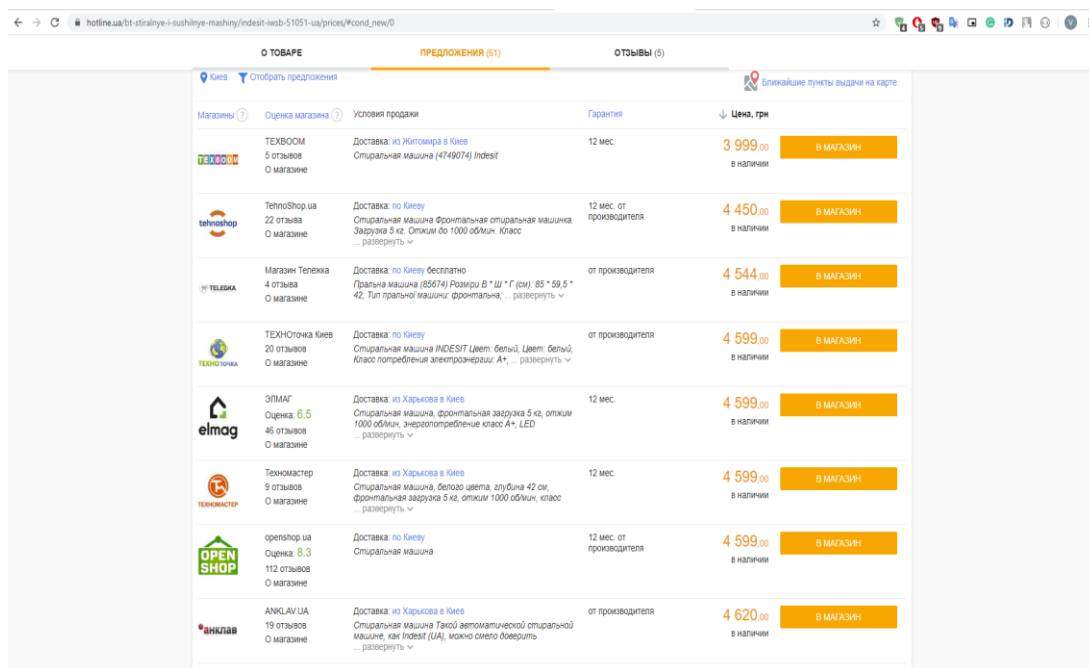 hotline.ua/bt-stiralnye-i-sushilnye-mashiny/indesit-iwsb-51051-ua/prices/#cond_new/0
О ТОВАРЕ
ПРЕДЛОЖЕНИЯ (61)
ОТЗЫВЫ (5)
Киев
Отобрать предложения
Ближайшие пункты выдачи на карте
Магазины ?
Оценка магазина ?
Условия продажи
Гарантия
Цена, грн
TEXBOOM
TEXBOOM
5 отзывов
О магазине
Доставка: из Житомира в Киев
Стиральная машина (4749074) Indesit
12 мес.
3 999,00
в наличии
В МАГАЗИН
tehnoshop
TehnoShop.ua
22 отзыва
О магазине
Доставка: по Киеву
Стиральная машина Фронтальная стиральная машинка.
Загрузка 5 кг. Отжим до 1000 об/мин. Класс
... развернуть
12 мес. от
производителя
4 450,00
в наличии
В МАГАЗИН
TELEGKA
Магазин Тележка
4 отзыва
О магазине
Доставка: по Киеву бесплатно
Пральна машина (85674) Розміри В * Ш * Г (см): 85 * 59,5 *
42; Тип пральної машини: фронтальна; ... развернуть
от производителя
4 544,00
в наличии
В МАГАЗИН
ТЕХНОТОЧКА
ТЕХНОточка Киев
20 отзывов
О магазине
Доставка: по Киеву
Стиральная машина INDESIT Цвет: белый, Цвет: белый,
Класс потребления электроэнергии: A+, ... развернуть
от производителя
4 599,00
в наличии
В МАГАЗИН
elmag
ЭЛМАГ
Оценка: 6.5
46 отзывов
О магазине
Доставка: из Харькова в Киев
Стиральная машина, фронтальная загрузка 5 кг, отжим
1000 об/мин, энергопотребление класс A+, LED
... развернуть
12 мес.
4 599,00
в наличии
В МАГАЗИН
ТЕХНОМАСТЕР
Техномастер
9 отзывов
О магазине
Доставка: из Харькова в Киев
Стиральная машина, белого цвета, глубина 42 см,
фронтальная загрузка 5 кг, отжим 1000 об/мин, класс
... развернуть
12 мес.
4 599,00
в наличии
В МАГАЗИН
OPEN
SHOP
openshop.ua
Оценка: 8.3
112 отзывов
О магазине
Доставка: по Киеву
Стиральная машина
12 мес. от
производителя
4 599,00
в наличии
В МАГАЗИН
анклав
ANKLAV.UA
19 отзывов
О магазине
Доставка: из Харькова в Киев
Стиральная машина Такой автоматической стиральной
машине, как Indesit (UA), можно смело доверить
... развернуть
от производителя
4 620,00
в наличии
В МАГАЗИН